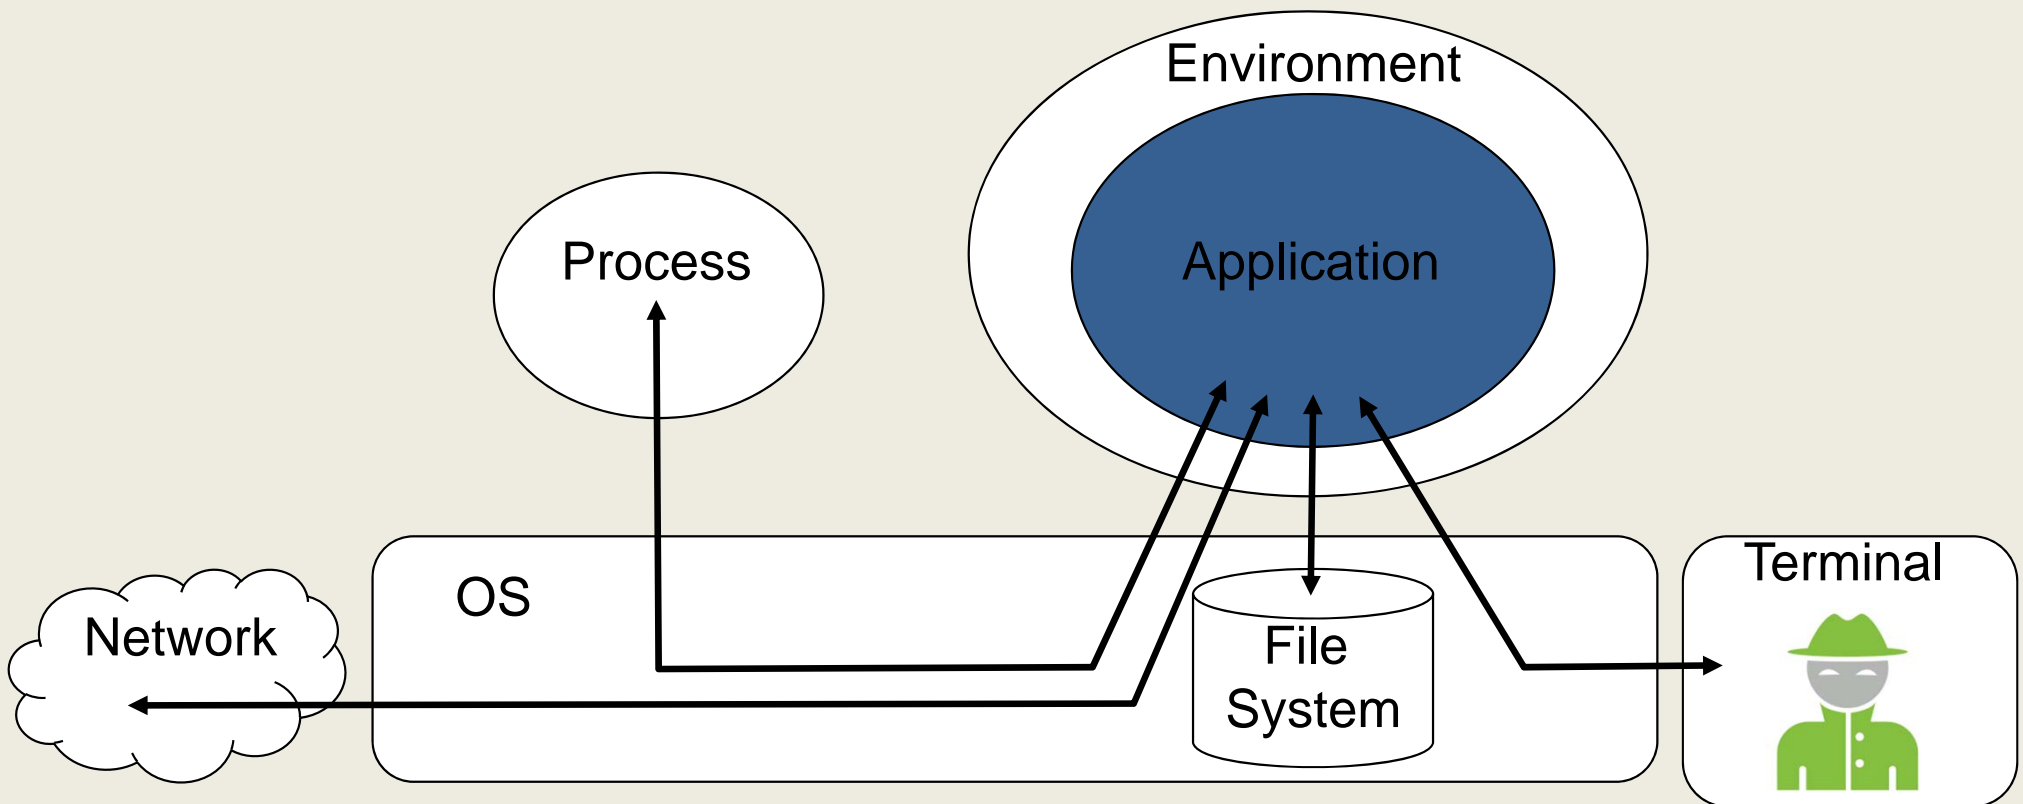 Environment
Process
Application
OS
Terminal
Network
File
System